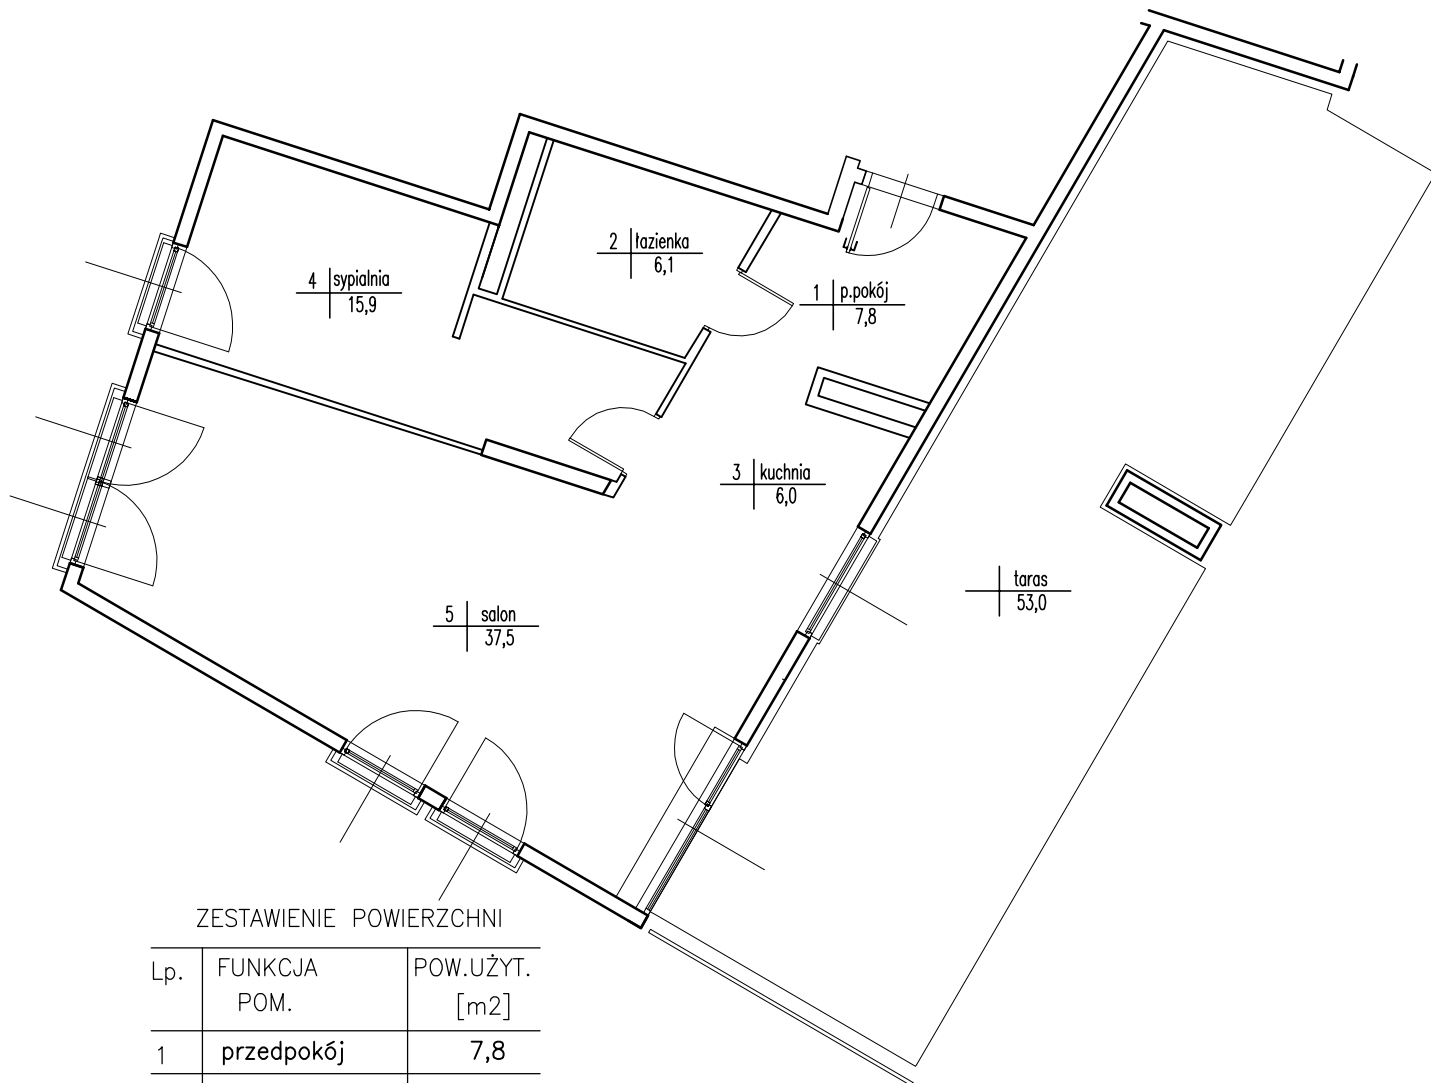 2 łazienka
6,1
4 sypialnia
15,9
1 p.pokój
7,8
3 kuchnia
6,0
taras
53,0
5 salon
37,5
ZESTAWIENIE POWIERZCHNI
Lp. FUNKCJA POM. POW.UŻYT. [m2]
1 przedpokój 7,8